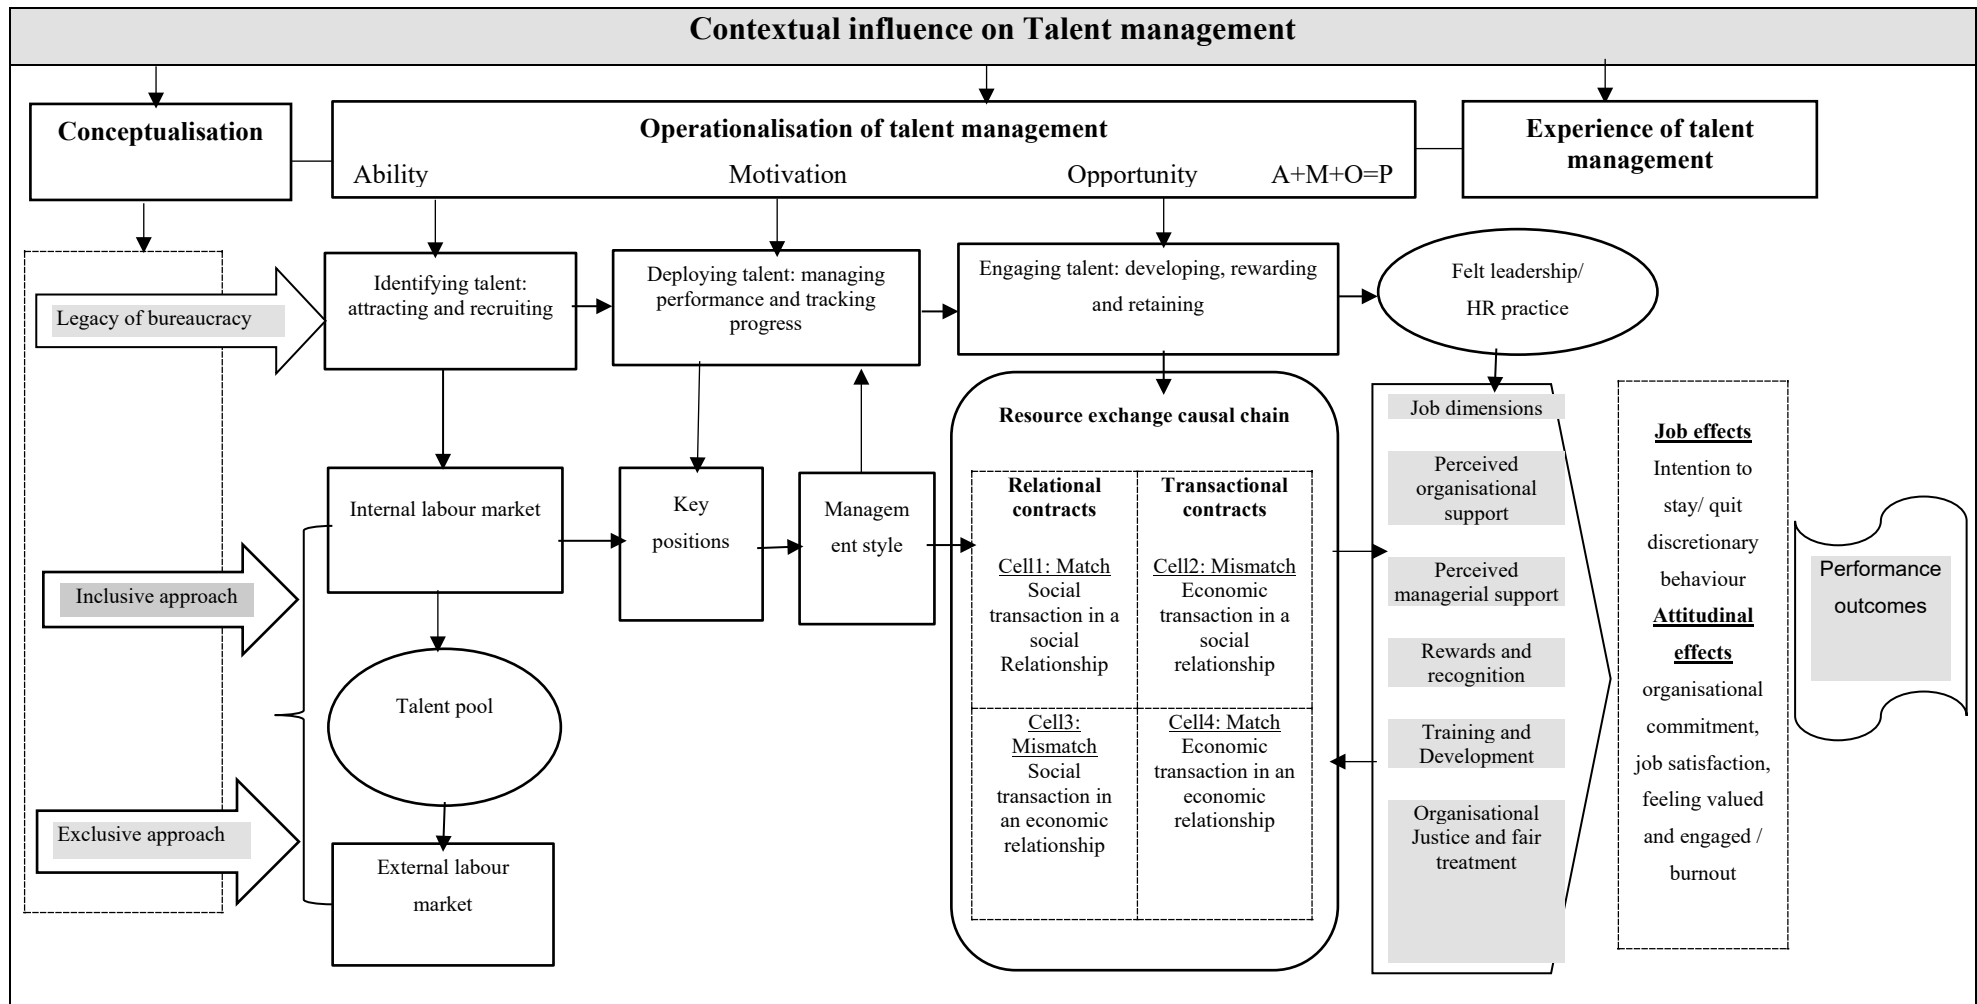 Contextual influence on Talent management
Conceptualisation
Operationalisation of talent management
Ability Motivation Opportunity A+M+O=P
Experience of talent
management
Legacy of bureaucracy
Identifying talent:
attracting and recruiting
Deploying talent: managing
performance and tracking
progress
Engaging talent: developing, rewarding
and retaining
Felt leadership/
HR practice
Inclusive approach
Exclusive approach
Internal labour market
Talent pool
External labour
market
Key
positions
Managem
ent style
Resource exchange causal chain
Relational
contracts
Cell1: Match
Social
transaction in a
social
Relationship
Transactional
contracts
Cell2: Mismatch
Economic
transaction in a
social
relationship
Cell3:
Mismatch
Social
transaction in
an economic
relationship
Cell4: Match
Economic
transaction in an
economic
relationship
Job dimensions
Perceived
organisational
support
Perceived
managerial support
Rewards and
recognition
Training and
Development
Organisational
Justice and fair
treatment
Job effects
Intention to
stay/ quit
discretionary
behaviour
Attitudinal
effects
organisational
commitment,
job satisfaction,
feeling valued
and engaged /
burnout
Performance
outcomes